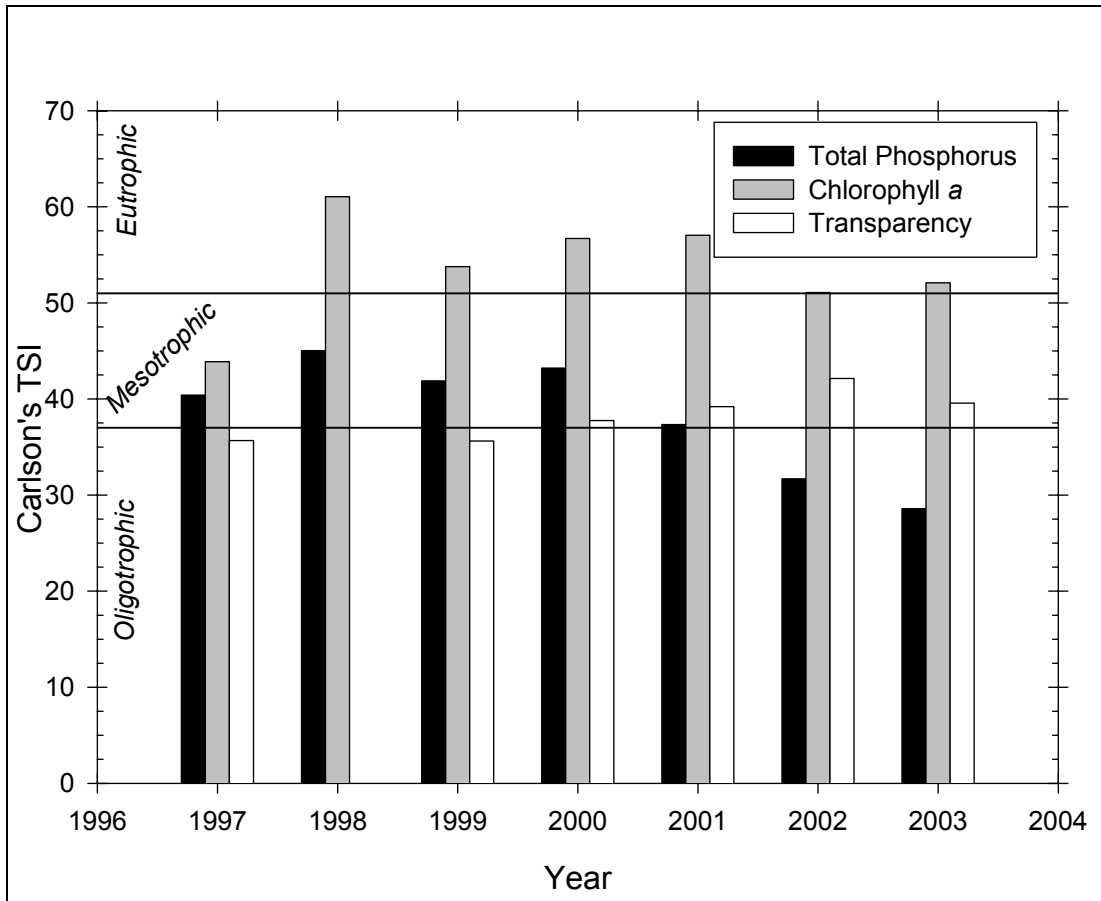 70
60
50
40
30
20
10
0
Carlson's TSI
Eutrophic
Mesotrophic
Oligotrophic
Total Phosphorus
Chlorophyll a
Transparency
1996 1997 1998 1999 2000 2001 2002 2003 2004
Year